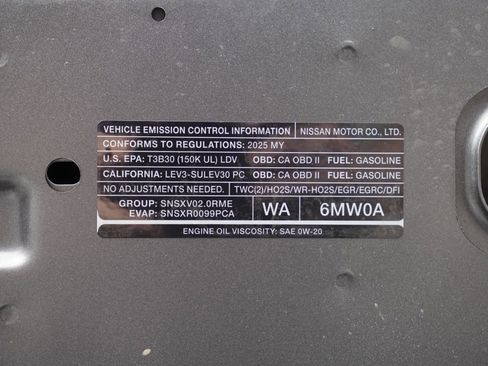 VEHICLE EMISSION CONTROL INFORMATION NISSAN MOTOR CO., LTD.
CONFORMS TO REGULATIONS: 2025 MY
U.S. EPA: T3B30 (150K UL) LDV OBD: CA OBD II FUEL: GASOLINE
CALIFORNIA: LEV3-SULEV30 PC OBD: CA OBD II FUEL: GASOLINE
NO ADJUSTMENTS NEEDED. TWC(2)/HO2S/WR-HO2S/EGR/EGRC/DFI
GROUP: SNSXV02.0RME
EVAP: SNSXR0099PCA
WA 6MW0A
ENGINE OIL VISCOSITY: SAE 0W-20